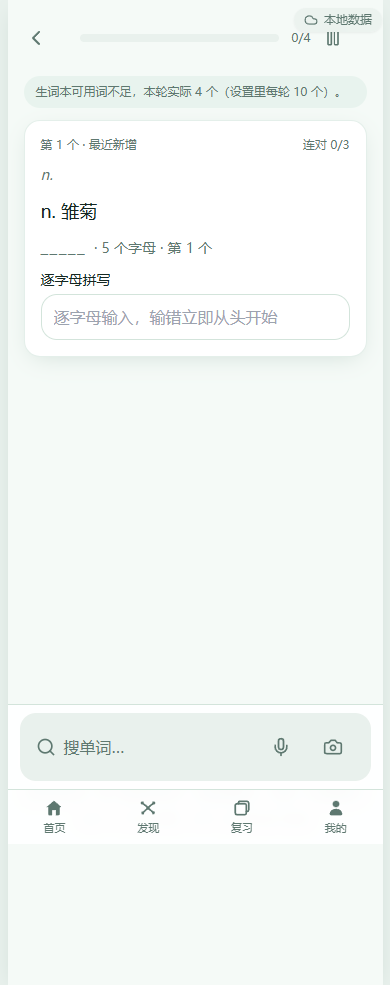 本地数据
0/4
生词本可用词不足，本轮实际 4 个（设置里每轮 10 个）。
第 1 个 · 最近新增 连对 0/3
n.
n. 雏菊
_____ · 5 个字母 · 第 1 个
逐字母拼写
逐字母输入，输错立即从头开始
搜单词...
首页 发现 复习 我的